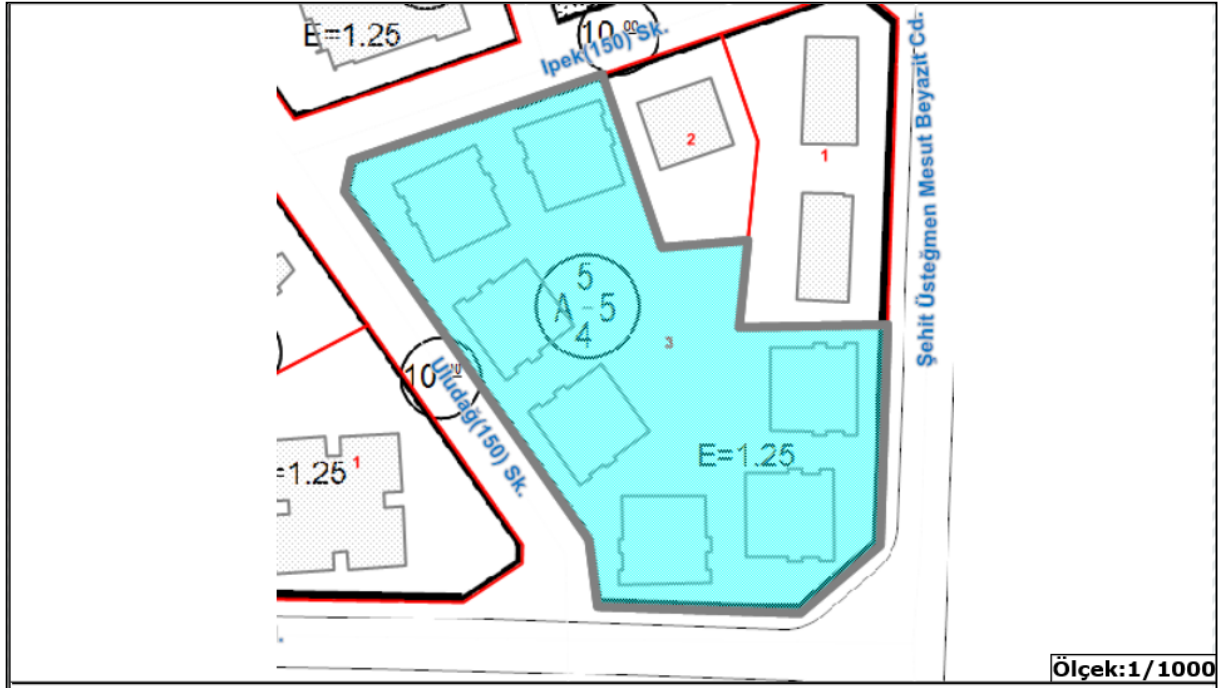 E=1.25
10.00
Ipek(150) Sk.
Şehit Üsteğmen Mesut Beyazit Cd.
2
1
5
A - 5
4
3
10.00
Uludağ(150) Sk.
E=1.25
=1.25
1
Ölçek:1/1000